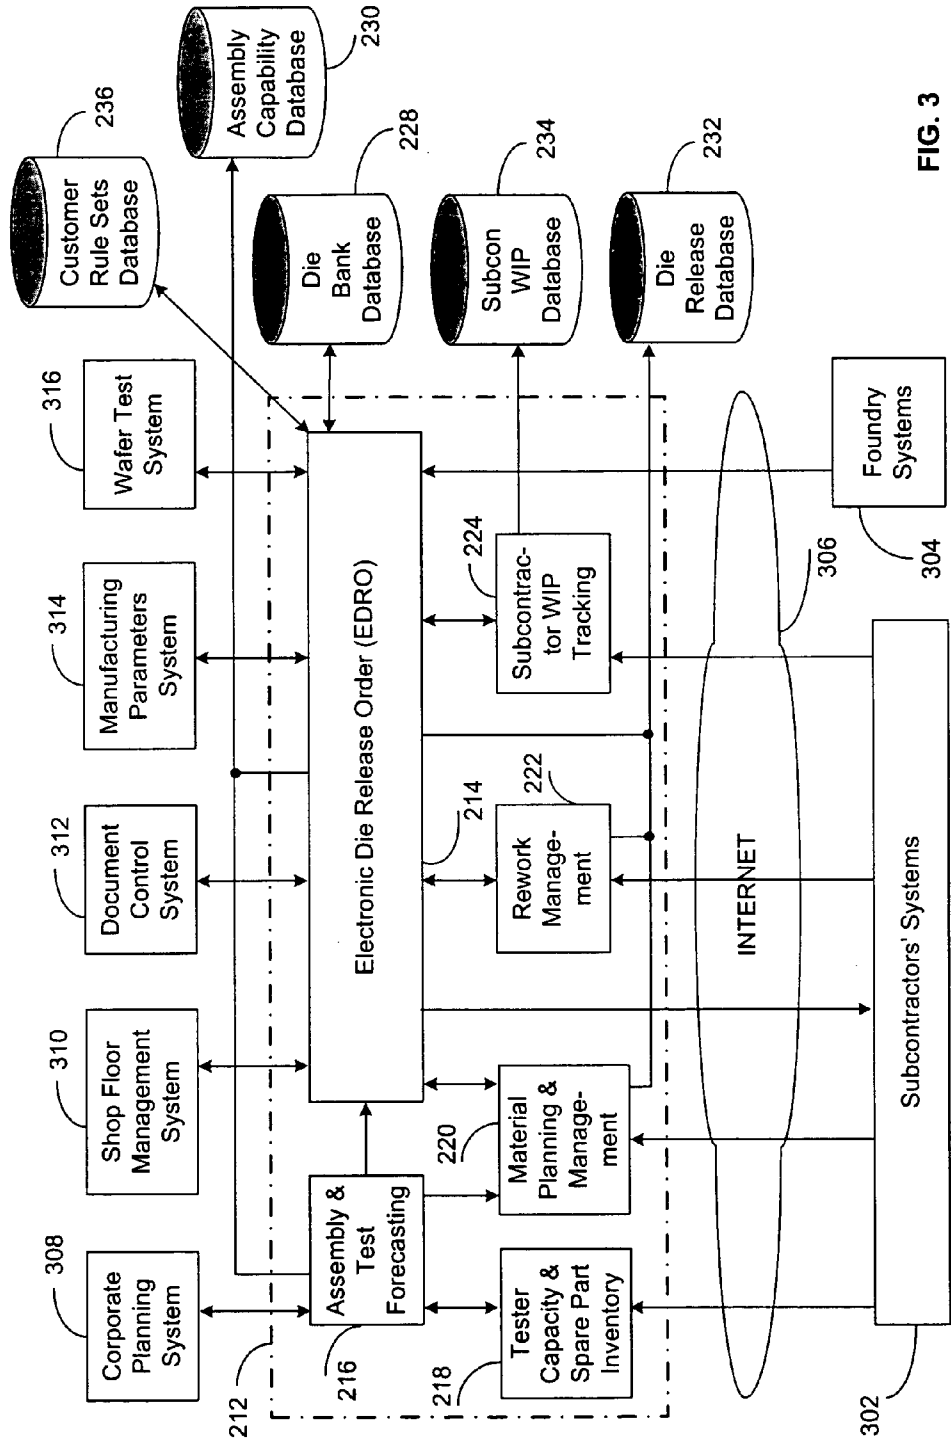 308
Corporate
Planning
System
310
Shop Floor
Management
System
312
Document
Control
System
314
Manufacturing
Parameters
System
316
Wafer Test
System
236
Customer
Rule Sets
Database
230
Assembly
Capability
Database
212
216
Assembly &
Test
Forecasting
Electronic Die Release Order (EDRO)
214
228
Die
Bank
Database
218
Tester
Capacity &
Spare Part
Inventory
220
Material
Planning &
Manage-
ment
222
Rework
Manage-
ment
224
Subcontrac-
tor WIP
Tracking
234
Subcon
WIP
Database
232
Die
Release
Database
INTERNET
306
302
Subcontractors' Systems
304
Foundry
Systems
FIG. 3